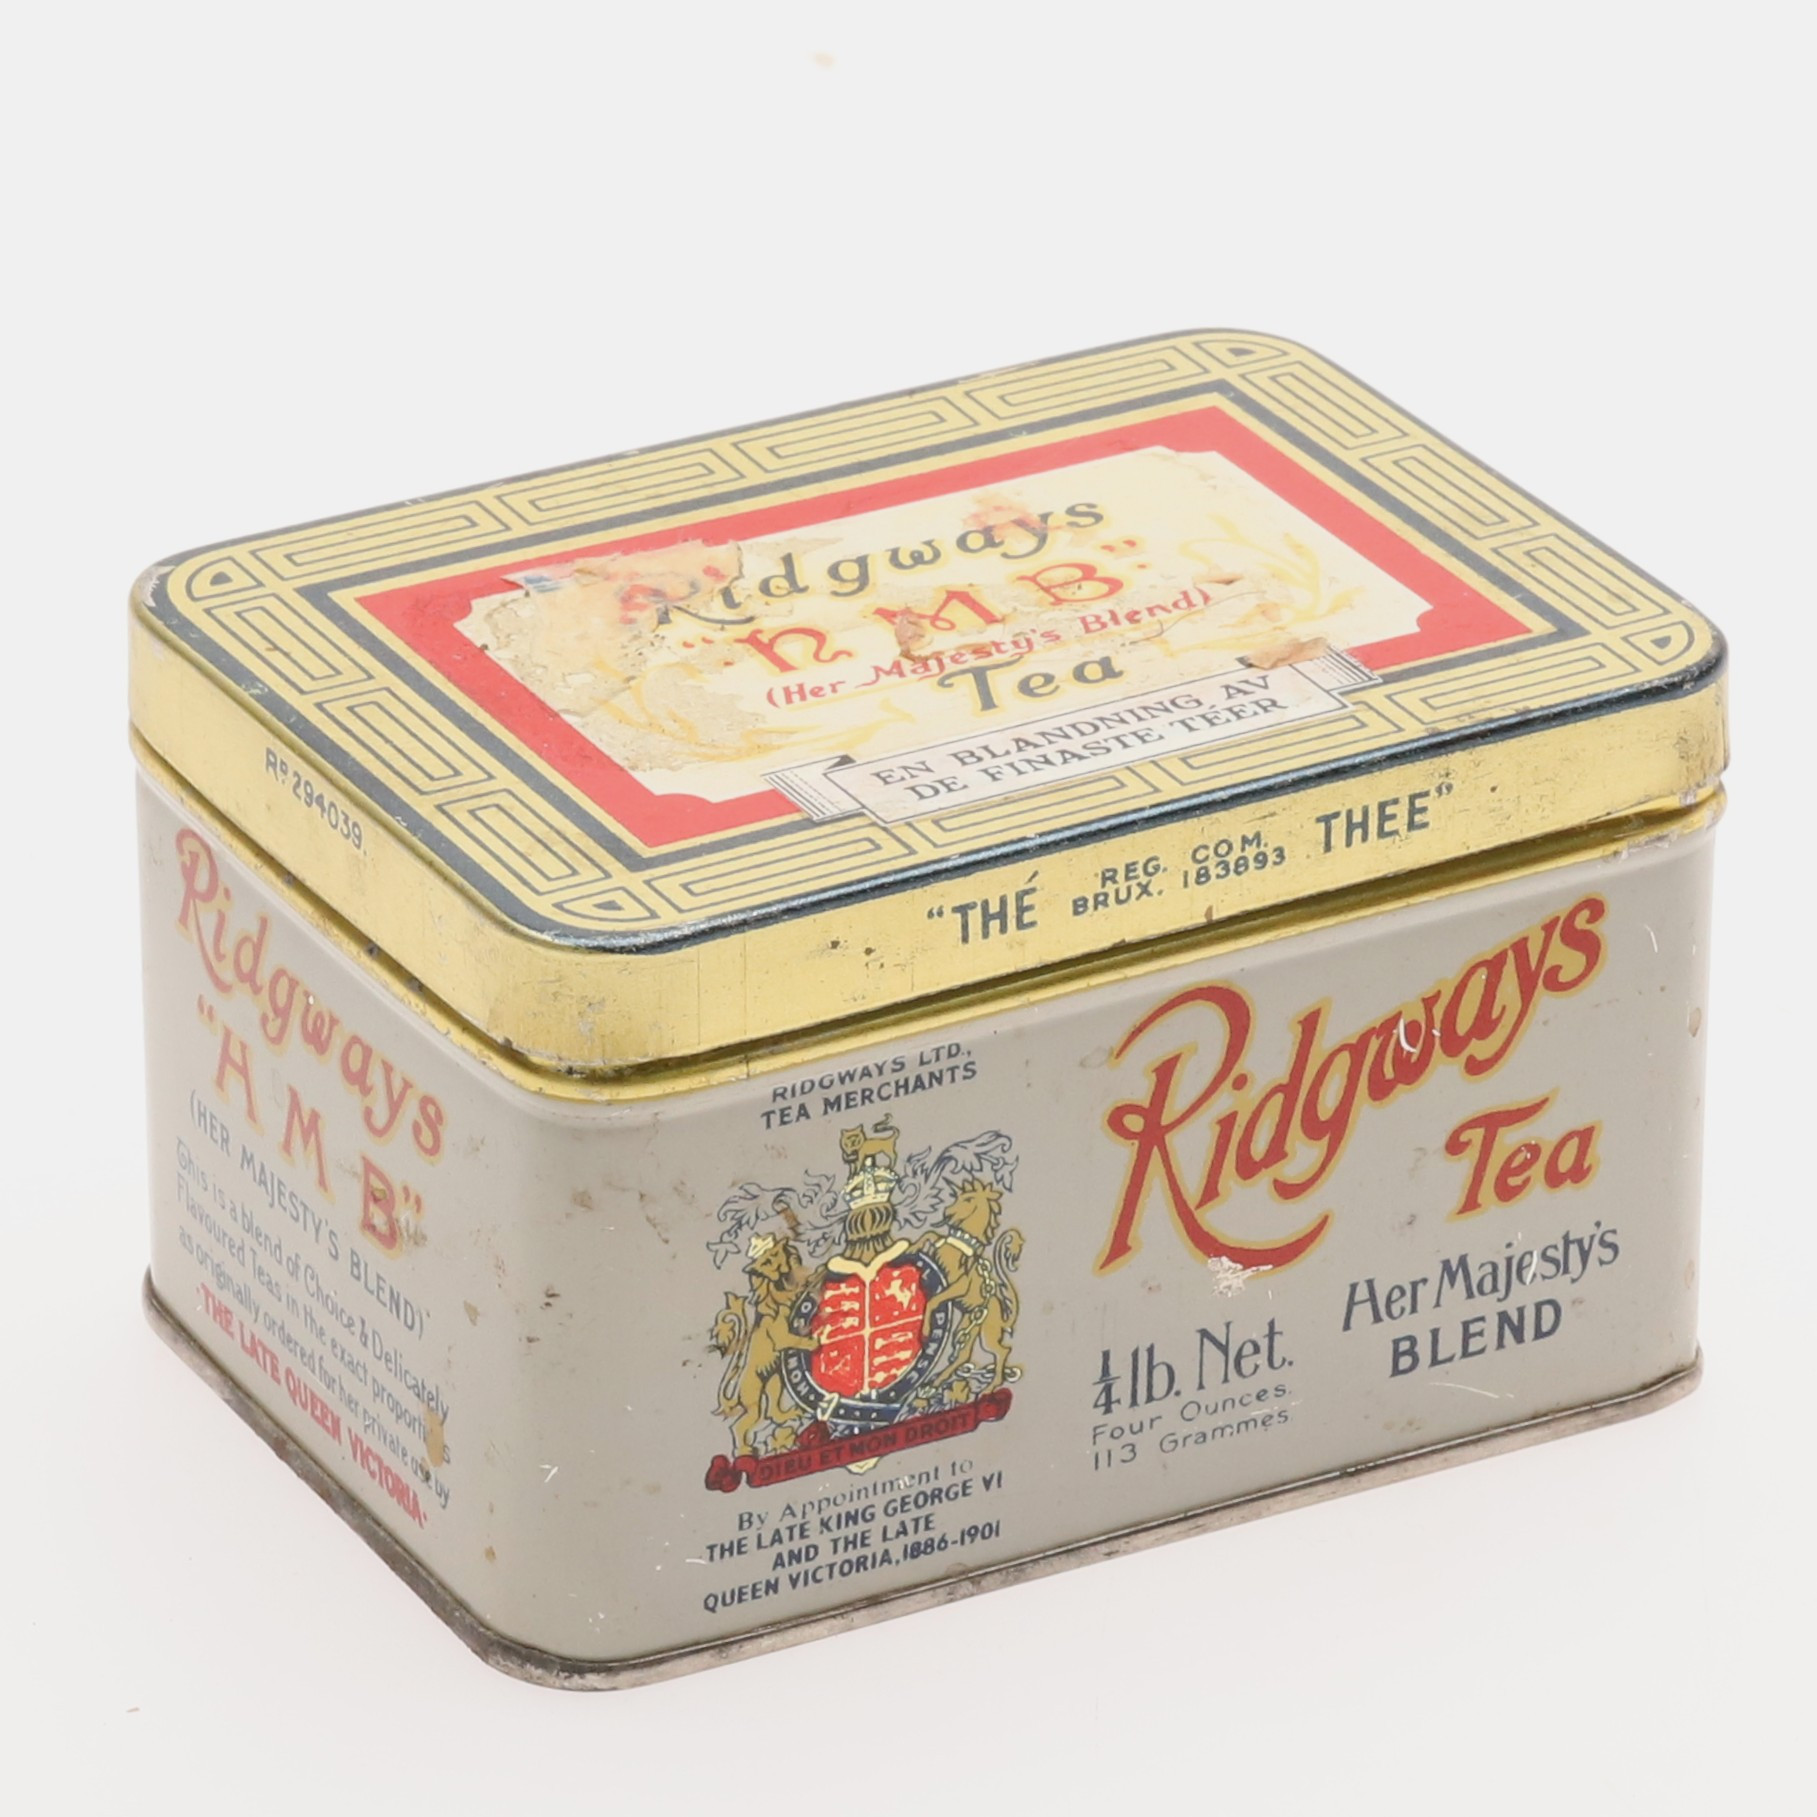 Ridgways
"H M B"
(Her Majesty's Blend)
Tea
EN BLANDNING AV
DE FINASTE TÉER
Rᴰ 294039.
"THÉ REG. COM. THEE"
BRUX. 183893
Ridgways
"H M B"
(HER MAJESTY'S BLEND)
This is a blend of Choice & Delicately
Flavoured Teas in the exact proportions
as originally ordered for her private use by
·THE LATE QUEEN VICTORIA·
RIDGWAYS LTD.,
TEA MERCHANTS
HONI
PENSE
DIEU ET MON DROIT
By Appointment to
THE LATE KING GEORGE VI
AND THE LATE
QUEEN VICTORIA, 1886-1901
Ridgways
Tea
Her Majesty's
BLEND
¼ lb. Net.
Four Ounces.
113 Grammes.